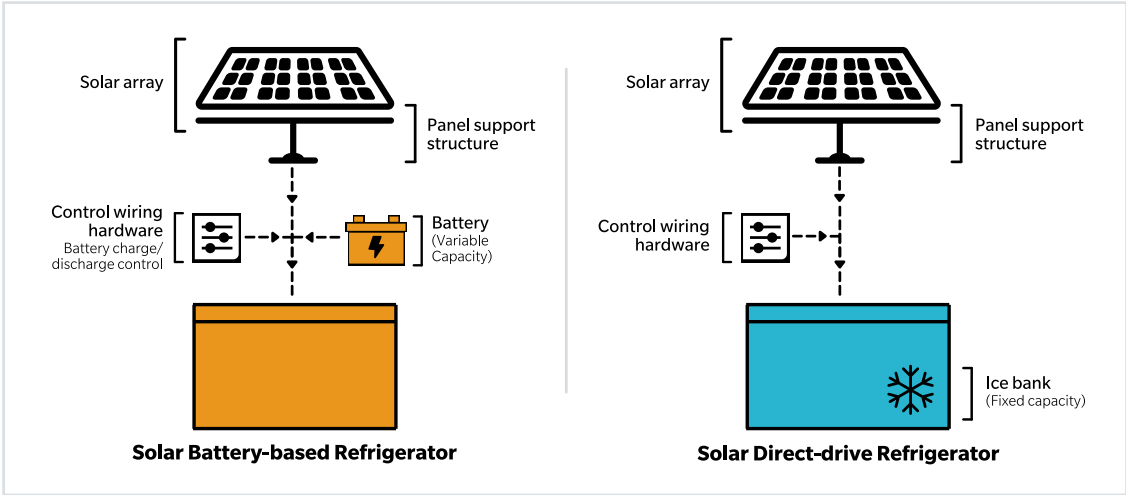 Solar array
Panel support
structure
Control wiring
hardware
Battery charge/
discharge control
Battery
(Variable
Capacity)
Solar Battery-based Refrigerator
Solar array
Panel support
structure
Control wiring
hardware
Ice bank
(Fixed capacity)
Solar Direct-drive Refrigerator